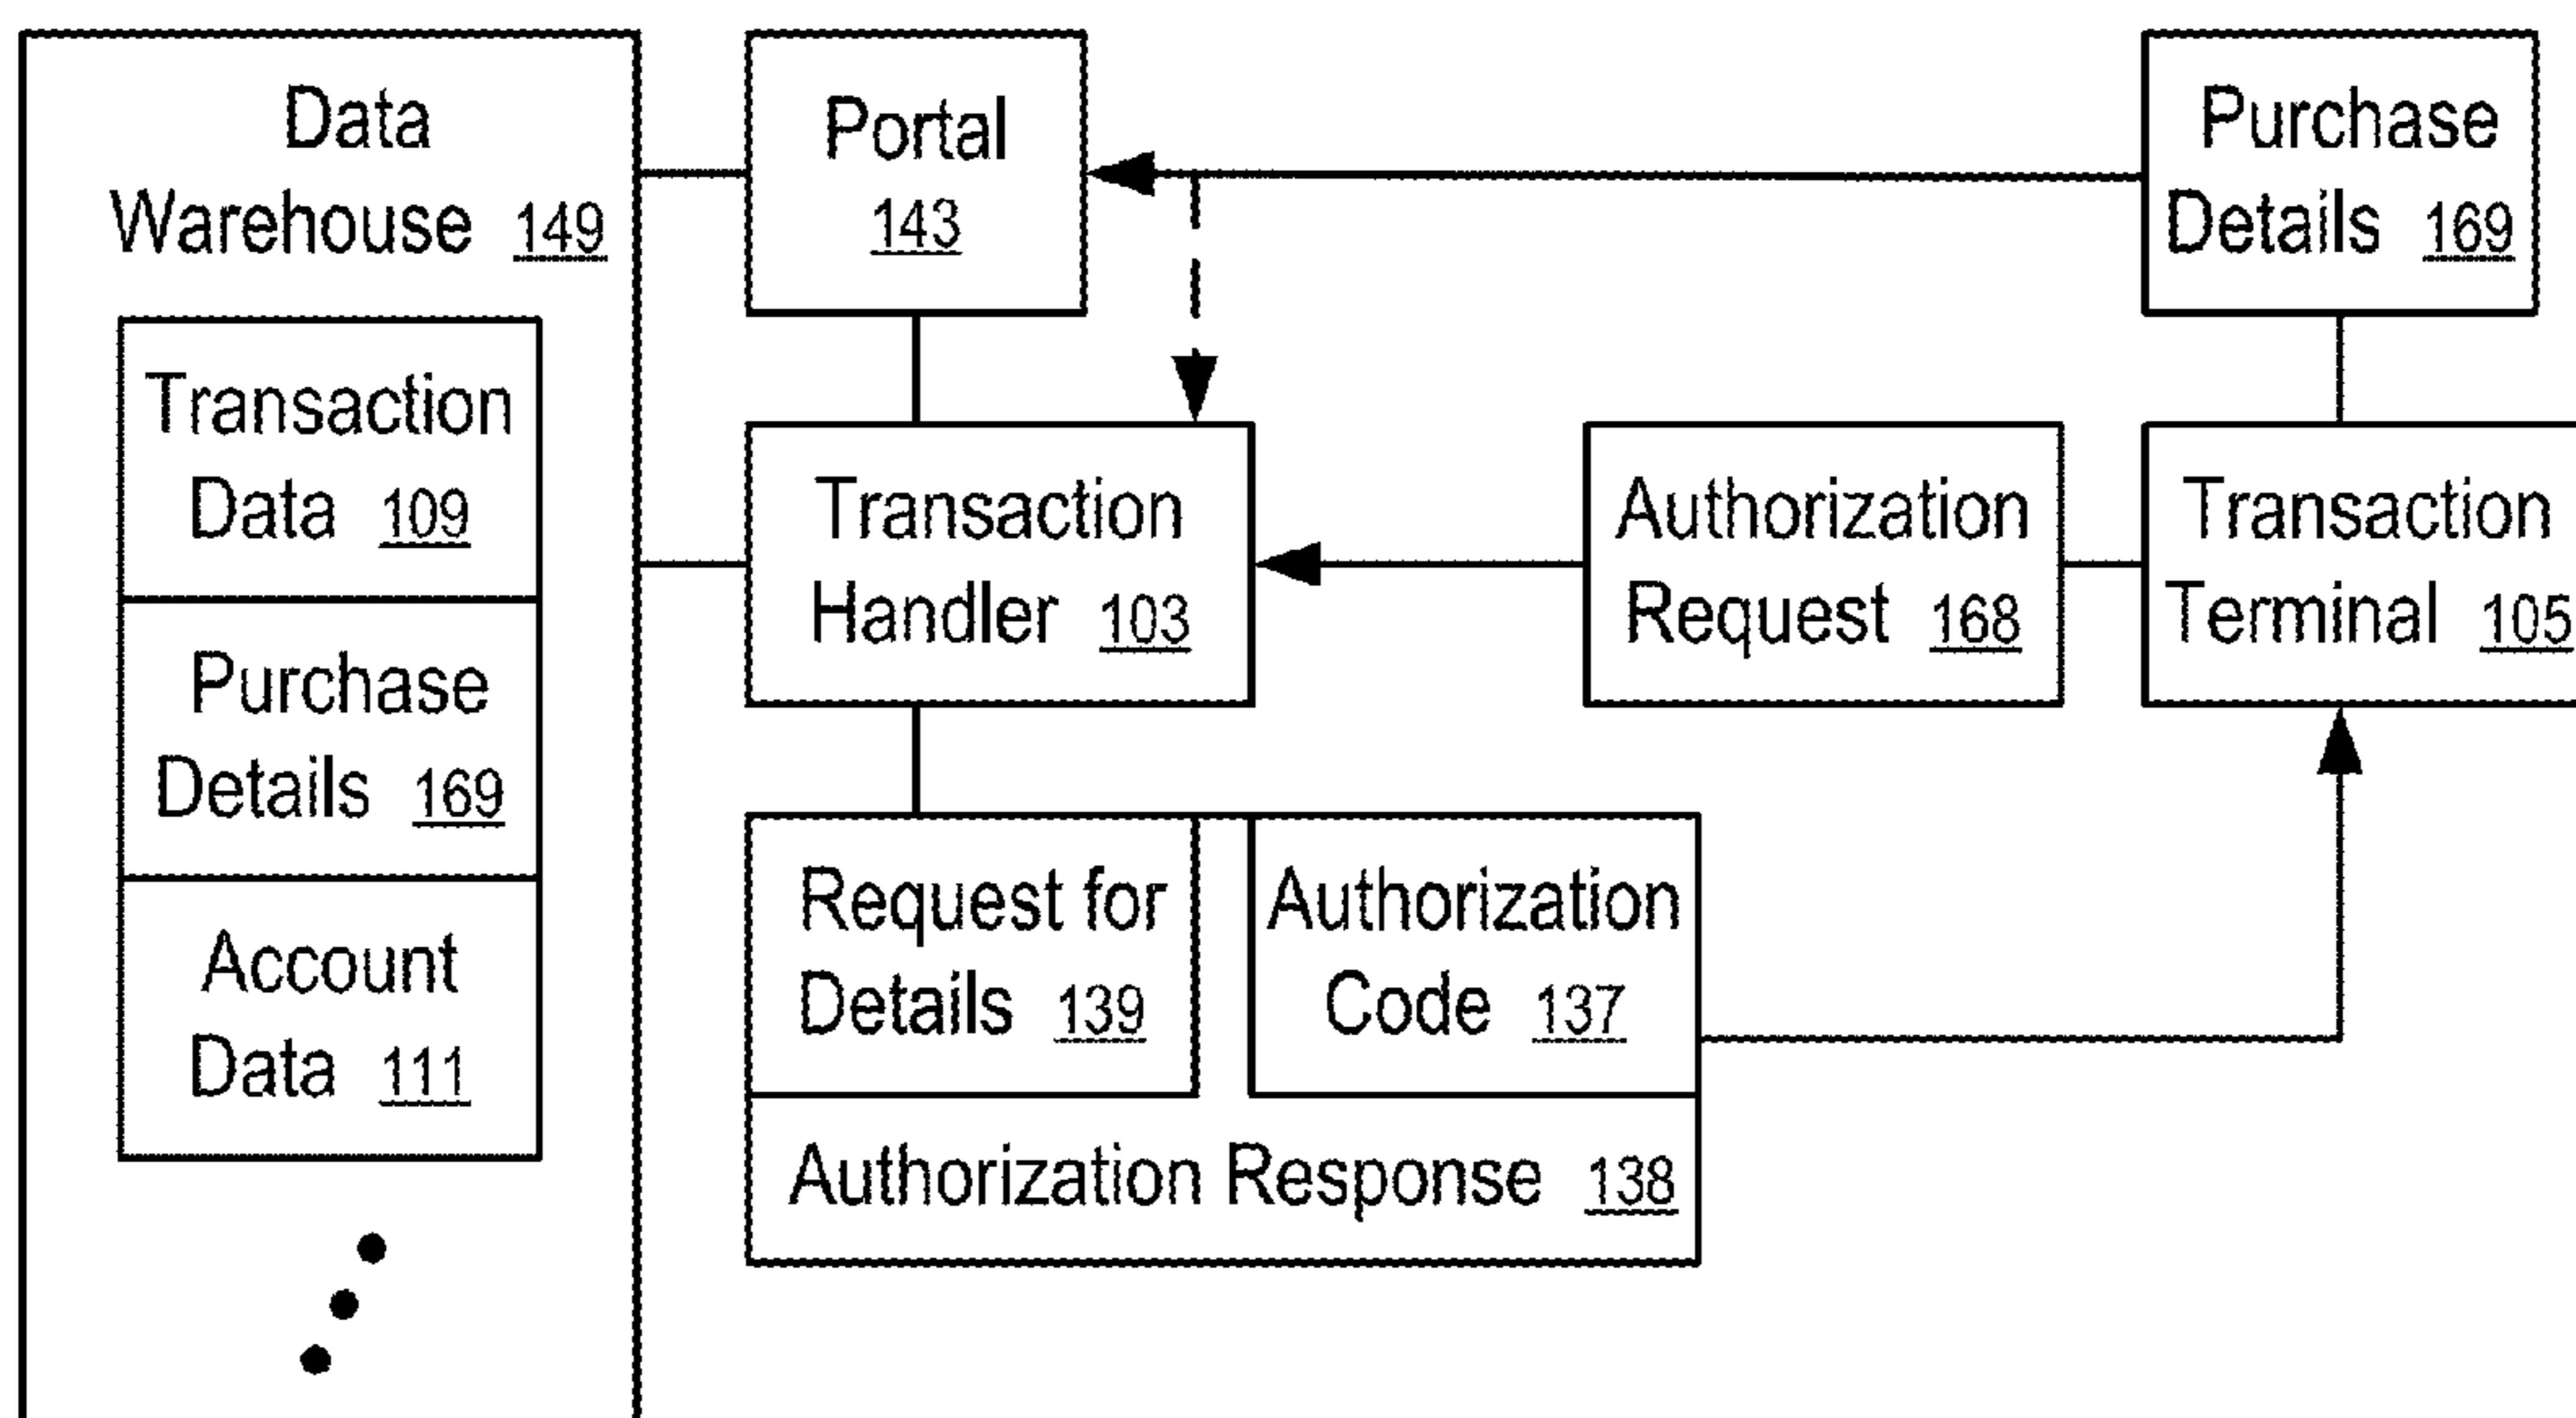 Data
Warehouse 149
Transaction
Data 109
Purchase
Details 169
Account
Data 111
Portal
143
Purchase
Details 169
Transaction
Handler 103
Authorization
Request 168
Transaction
Terminal 105
Request for
Details 139
Authorization
Code 137
Authorization Response 138